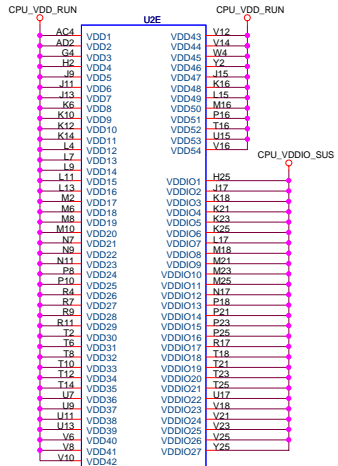 CPU_VDD_RUN CPU_VDD_RUN
U2E
AC4 VDD1 VDD43 V12
AD2 VDD2 VDD44 V14
G4 VDD3 VDD45 W4
H2 VDD4 VDD46 Y2
J9 VDD5 VDD47 J15
J11 VDD6 VDD48 K16
J13 VDD7 VDD49 L15
K6 VDD8 VDD50 M16
K10 VDD9 VDD51 P16
K12 VDD10 VDD52 T16
K14 VDD11 VDD53 U15
L4 VDD12 VDD54 V16
CPU_VDDIO_SUS
L7 VDD13
L9 VDD14
L11 VDD15 VDDIO1 H25
L13 VDD16 VDDIO2 J17
M2 VDD17 VDDIO3 K18
M6 VDD18 VDDIO4 K21
M8 VDD19 VDDIO5 K23
M10 VDD20 VDDIO6 K25
N7 VDD21 VDDIO7 L17
N9 VDD22 VDDIO8 M18
N11 VDD23 VDDIO9 M21
P8 VDD24 VDDIO10 M23
P10 VDD25 VDDIO11 M25
R4 VDD26 VDDIO12 N17
R7 VDD27 VDDIO13 P18
R9 VDD28 VDDIO14 P21
R11 VDD29 VDDIO15 P23
T2 VDD30 VDDIO16 P25
T6 VDD31 VDDIO17 R17
T8 VDD32 VDDIO18 T18
T10 VDD33 VDDIO19 T21
T12 VDD34 VDDIO20 T23
T14 VDD35 VDDIO21 T25
U7 VDD36 VDDIO22 U17
U9 VDD37 VDDIO23 V18
U11 VDD38 VDDIO24 V21
U13 VDD39 VDDIO25 V23
V6 VDD40 VDDIO26 V25
V8 VDD41 VDDIO27 Y25
V10 VDD42